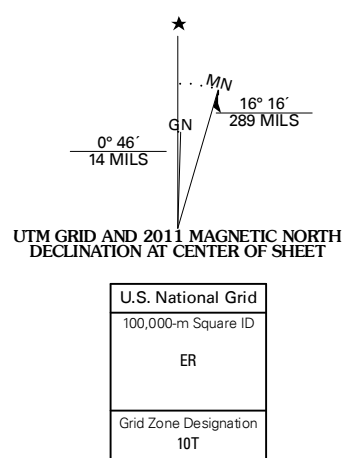 ★
MN
GN
16° 16´
289 MILS
0° 46´
14 MILS
UTM GRID AND 2011 MAGNETIC NORTH
DECLINATION AT CENTER OF SHEET
U.S. National Grid
100,000-m Square ID
ER
Grid Zone Designation
10T